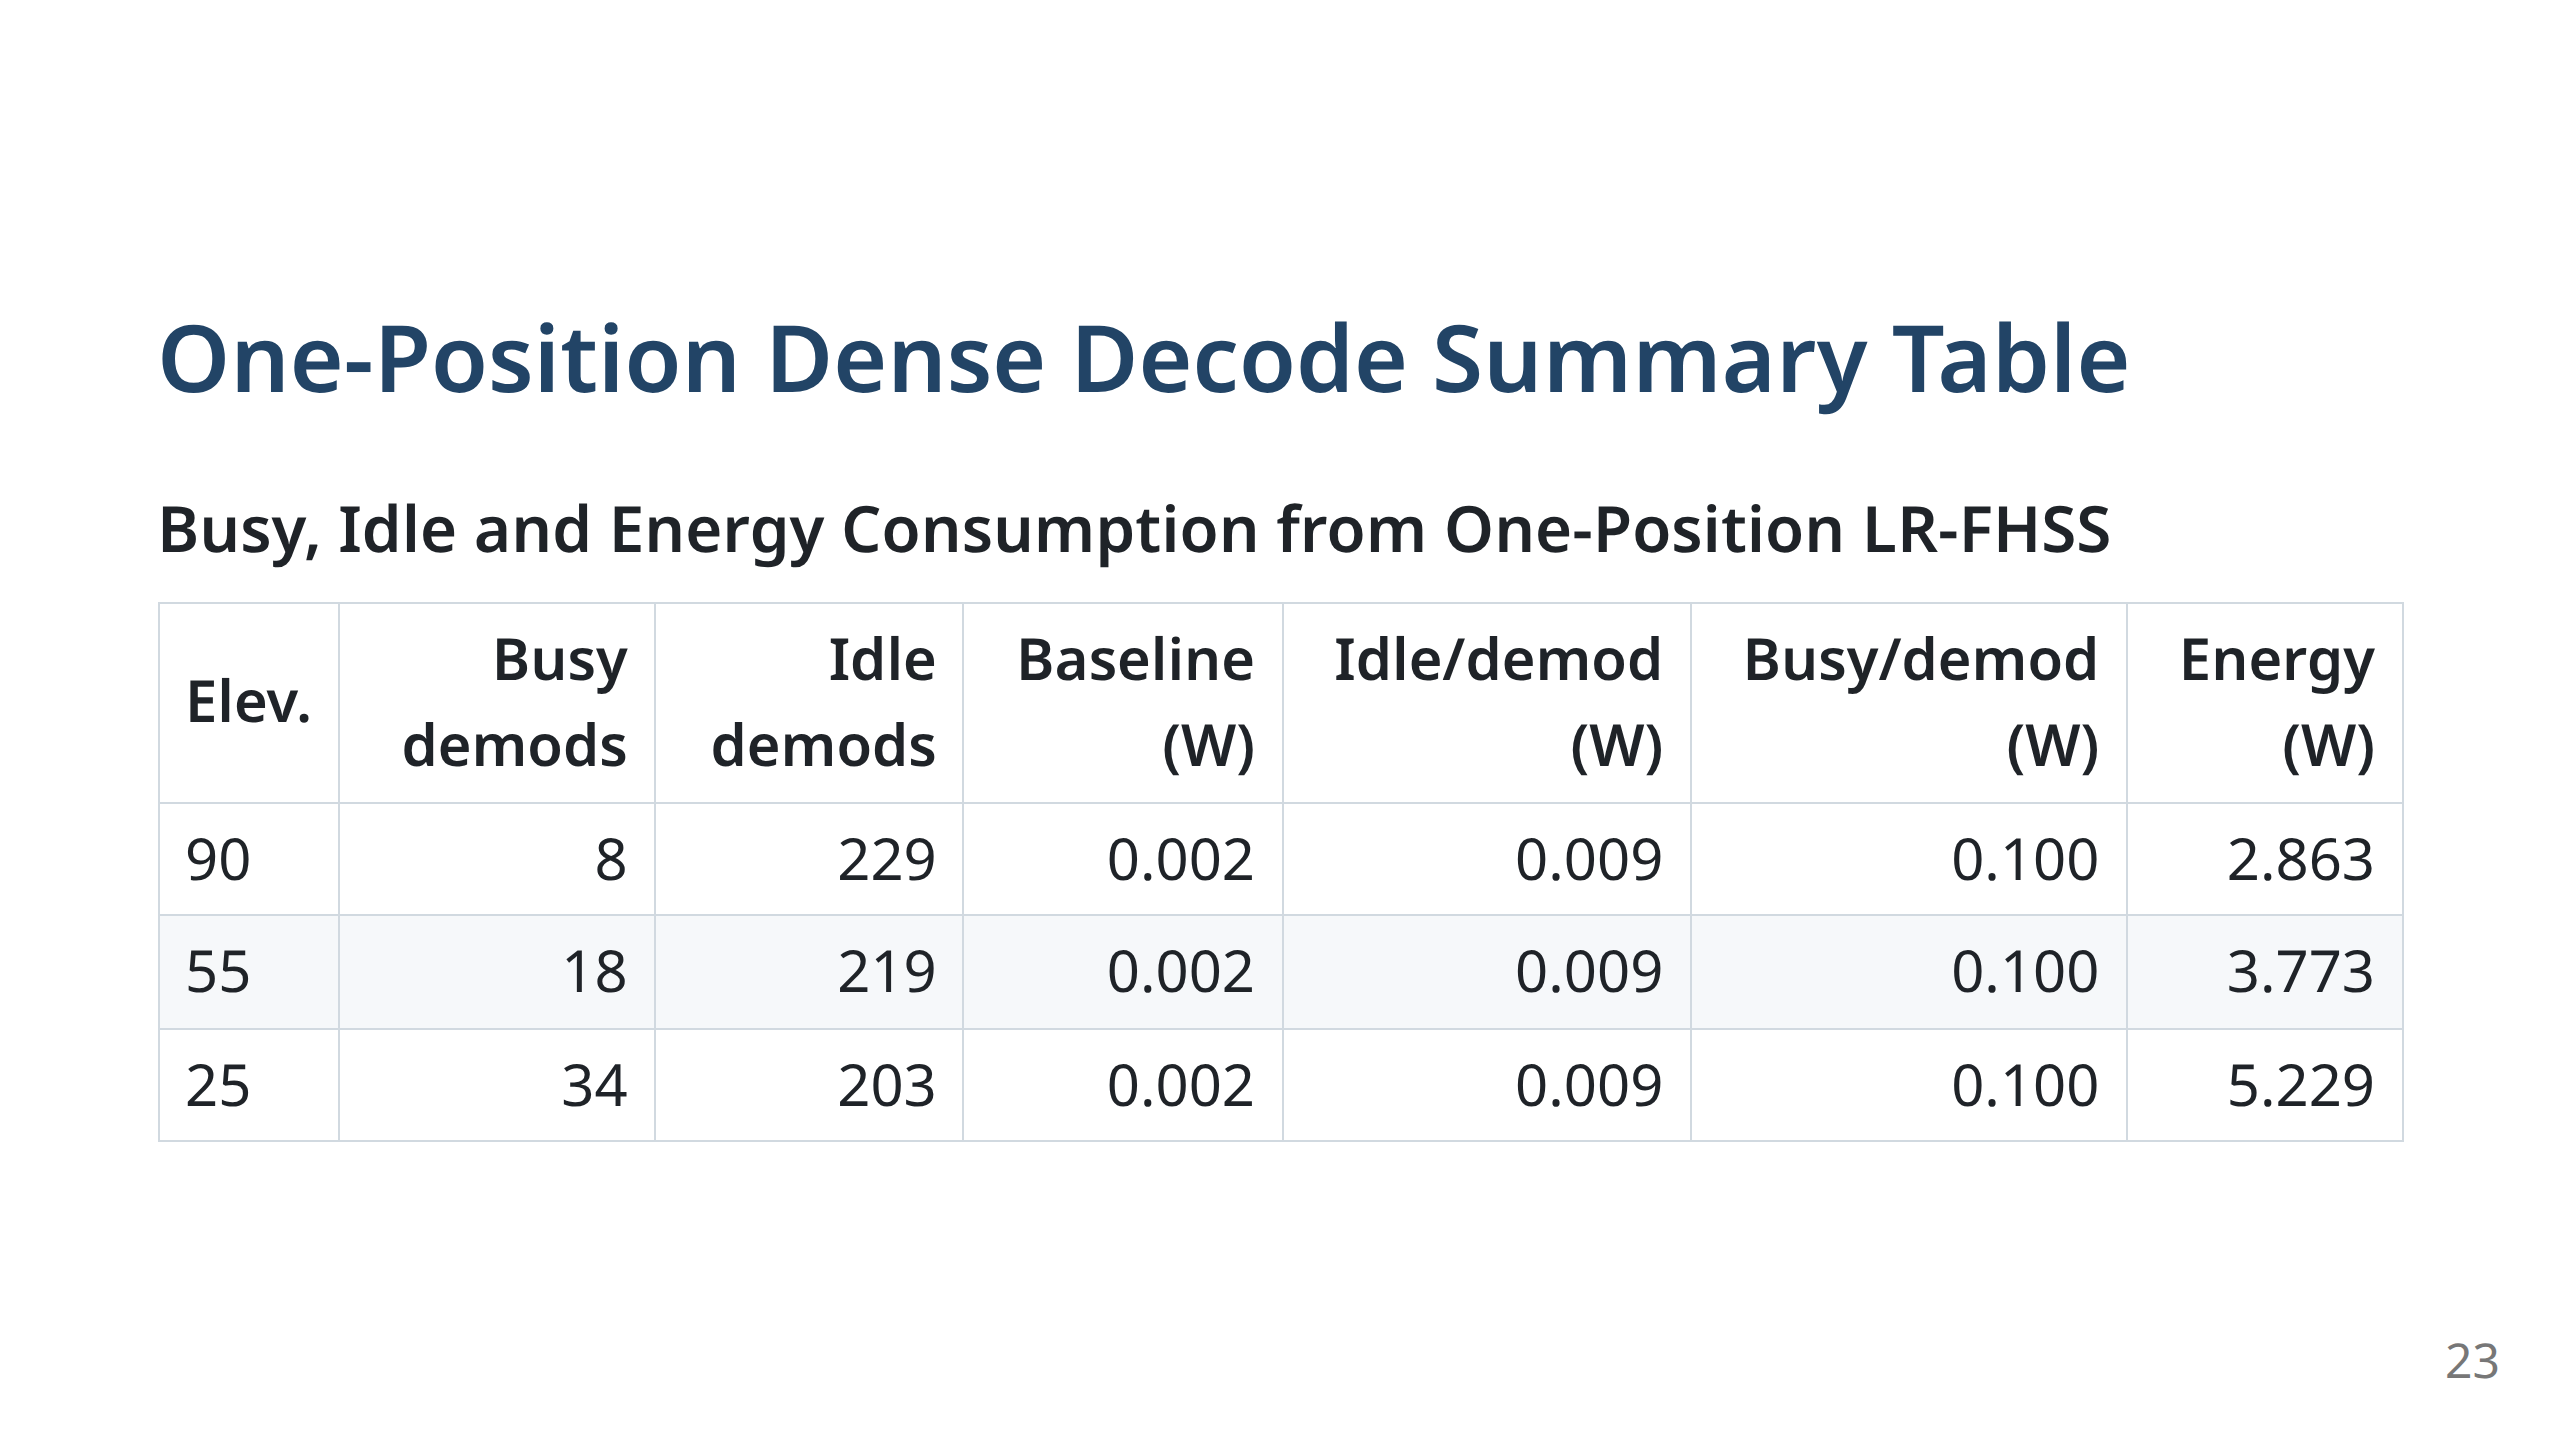 One-Position Dense Decode Summary Table
Busy, Idle and Energy Consumption from One-Position LR-FHSS
Elev. Busy demods Idle demods Baseline (W) Idle/demod (W) Busy/demod (W) Energy (W)
90 8 229 0.002 0.009 0.100 2.863
55 18 219 0.002 0.009 0.100 3.773
25 34 203 0.002 0.009 0.100 5.229
23